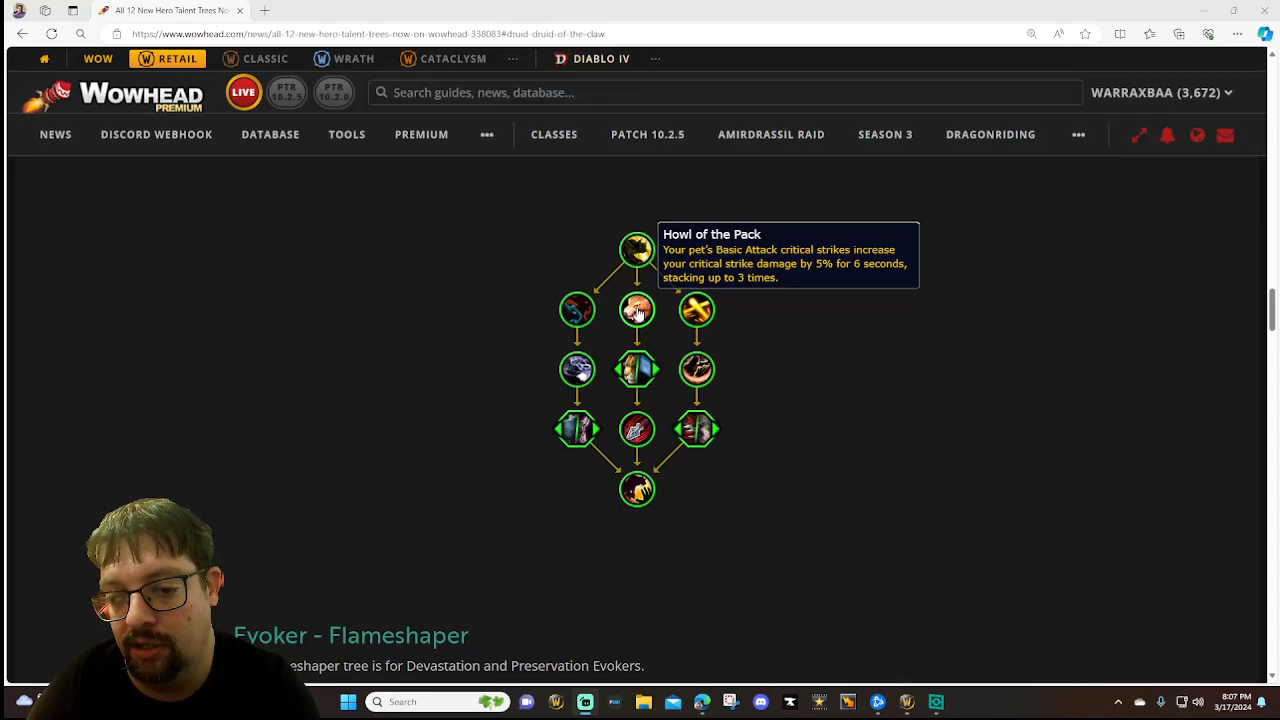 All 12 New Hero Talent Trees No
https://www.wowhead.com/news/all-12-new-hero-talent-trees-now-on-wowhead-338083#druid-druid-of-the-claw
WOW RETAIL CLASSIC WRATH CATACLYSM ... DIABLO IV ...
WOWHEAD PREMIUM LIVE PTR 10.2.5 PTR 10.2.0 Search guides, news, database... WARRAXBAA (3,672)
NEWS DISCORD WEBHOOK DATABASE TOOLS PREMIUM CLASSES PATCH 10.2.5 AMIRDRASSIL RAID SEASON 3 DRAGONRIDING
Howl of the Pack
Your pet's Basic Attack critical strikes increase
your critical strike damage by 5% for 6 seconds,
stacking up to 3 times.
Evoker - Flameshaper
eshaper tree is for Devastation and Preservation Evokers.
Search
8:07 PM
3/17/2024